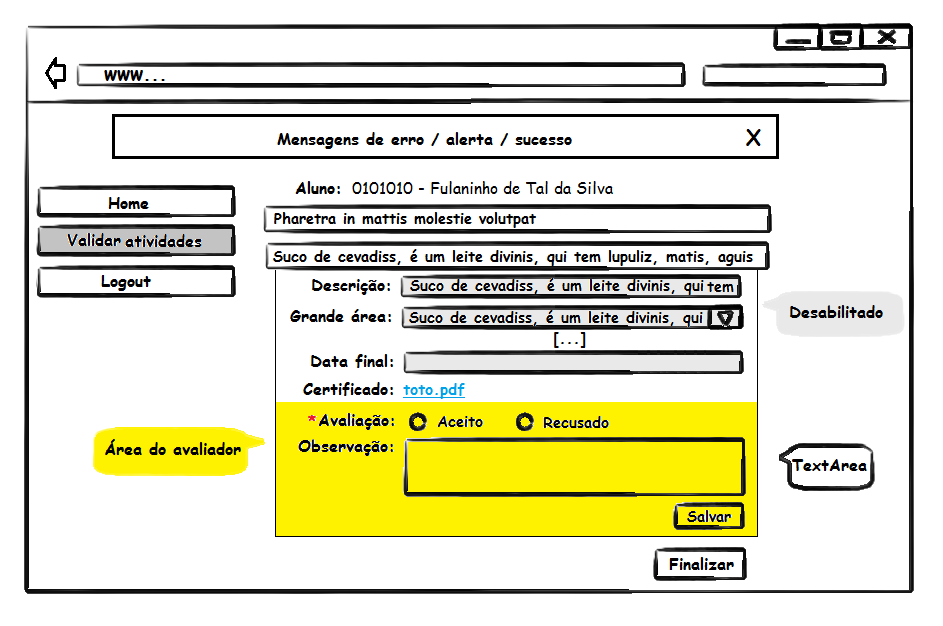 www...
Mensagens de erro / alerta / sucesso X
Aluno: 0101010 - Fulaninho de Tal da Silva
Home
Validar atividades
Logout
Pharetra in mattis molestie volutpat
Suco de cevadiss, é um leite divinis, qui tem lupuliz, matis, aguis
Descrição: Suco de cevadiss, é um leite divinis, qui tem
Grande área: Suco de cevadiss, é um leite divinis, qui
[...]
Desabilitado
Data final:
Certificado: toto.pdf
*Avaliação: Aceito Recusado
Área do avaliador
Observação:
TextArea
Salvar
Finalizar